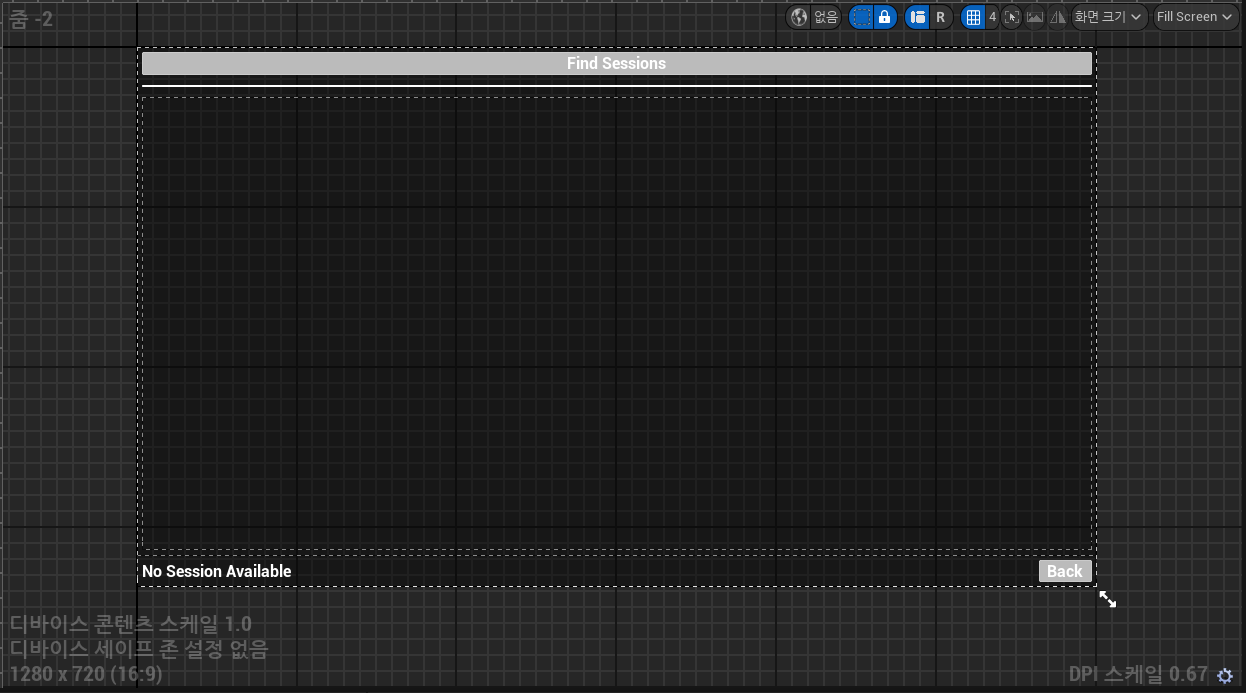 줌 -2
없음 R 4 화면 크기 Fill Screen
Find Sessions
No Session Available
Back
디바이스 콘텐츠 스케일 1.0
디바이스 세이프 존 설정 없음
1280 x 720 (16:9)
DPI 스케일 0.67